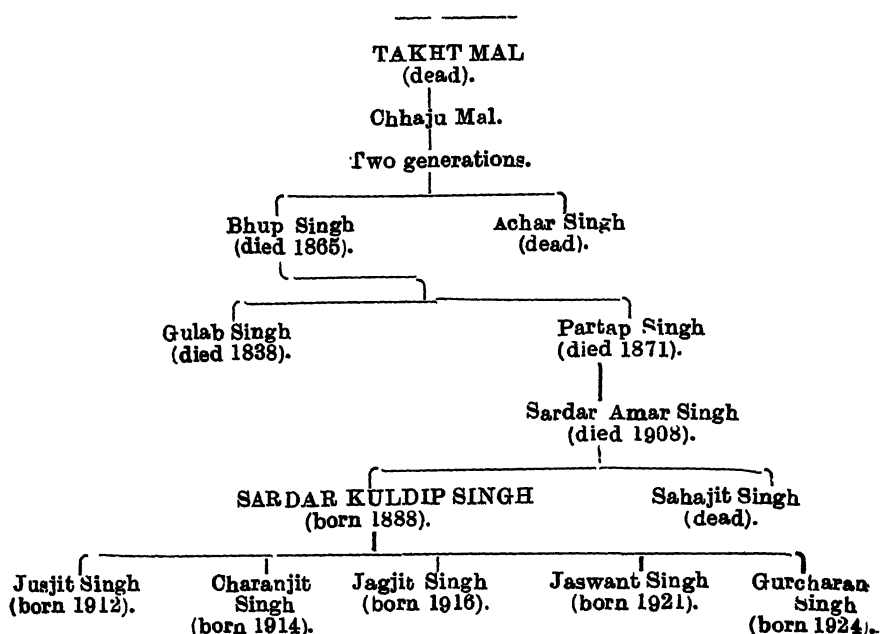 TAKHT MAL
(dead).
Chhaju Mal.
Two generations.
Bhup Singh
(died 1865).
Achar Singh
(dead).
Gulab Singh
(died 1838).
Partap Singh
(died 1871).
Sardar Amar Singh
(died 1908).
SARDAR KULDIP SINGH
(born 1888).
Sahajit Singh
(dead).
Jusjit Singh
(born 1912).
Charanjit
Singh
(born 1914).
Jagjit Singh
(born 1916).
Jaswant Singh
(born 1921).
Gurcharan
Singh
(born 1924).